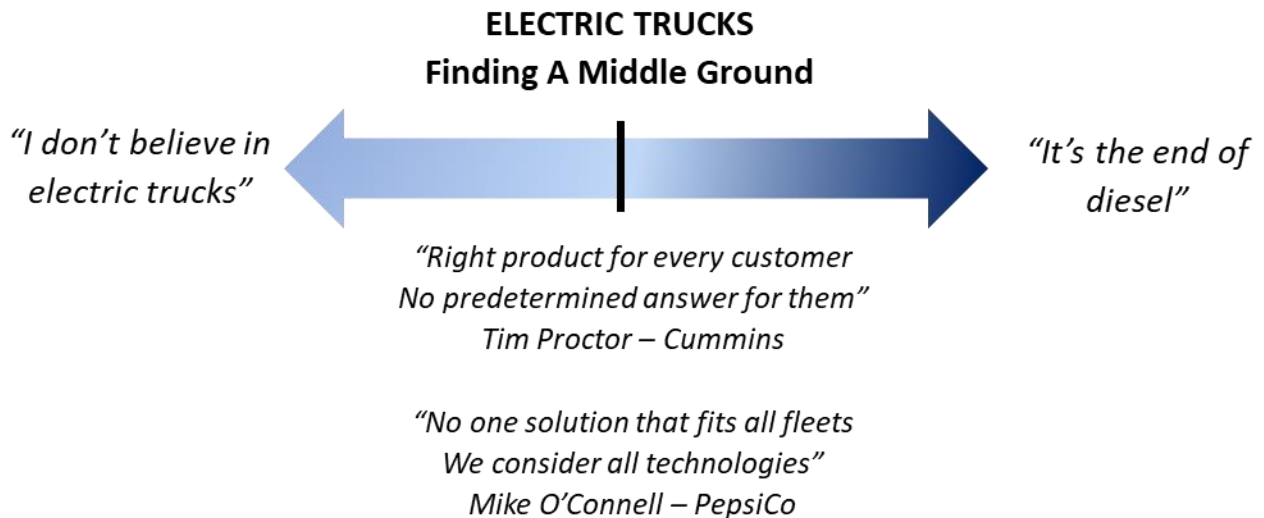 ELECTRIC TRUCKS
Finding A Middle Ground
“I don’t believe in
electric trucks”
“It’s the end of
diesel”
“Right product for every customer
No predetermined answer for them”
Tim Proctor – Cummins
“No one solution that fits all fleets
We consider all technologies”
Mike O’Connell – PepsiCo